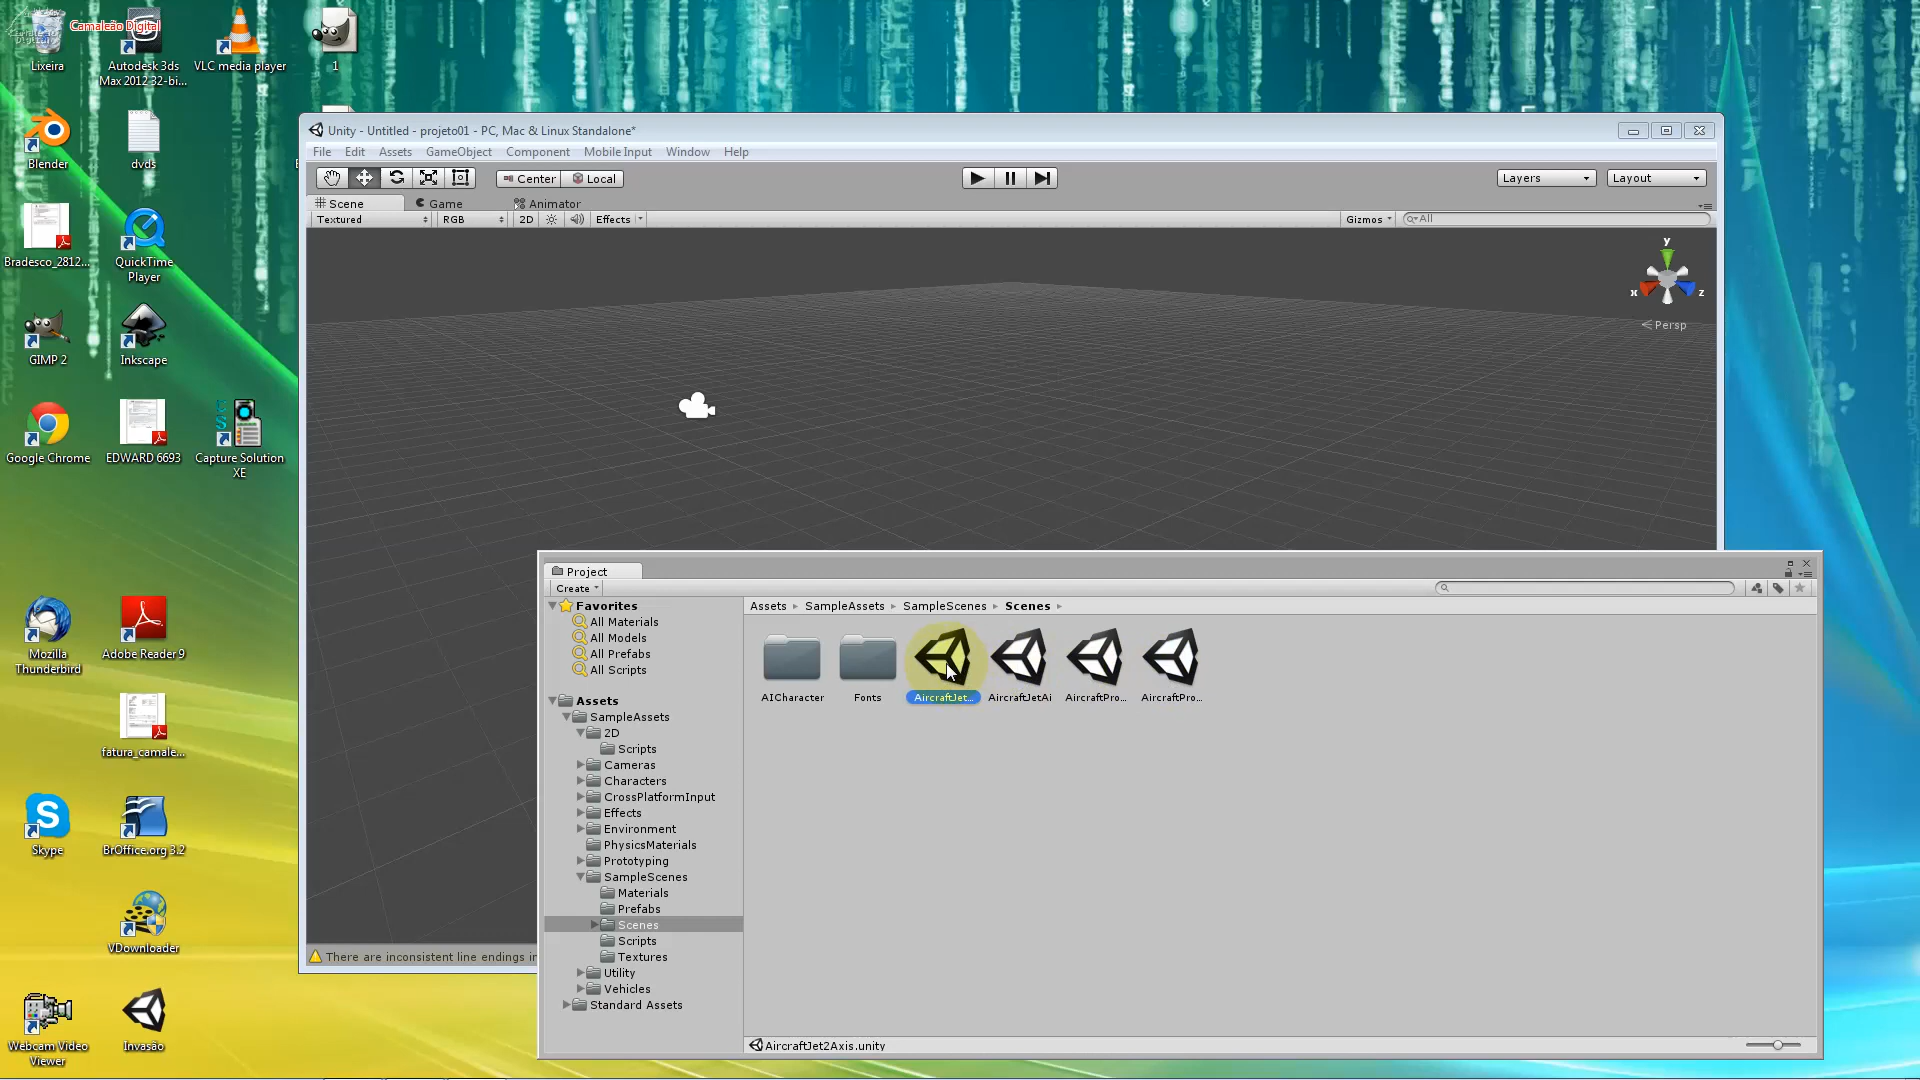 Camaleão Digital
Lixeira
Autodesk 3ds
Max 2012 32-bi...
VLC media player
1
Blender
dvds
Bradesco_2812...
QuickTime
Player
GIMP 2
Inkscape
Google Chrome
EDWARD 6693
Capture Solution
XE
Mozilla
Thunderbird
Adobe Reader 9
fatura_camale...
Skype
BrOffice.org 3.2
VDownloader
Webcam Video
Viewer
Invasão
Unity - Untitled - projeto01 - PC, Mac & Linux Standalone*
File Edit Assets GameObject Component Mobile Input Window Help
Center Local
Layers
Layout
Scene Game Animator
Textured RGB 2D Effects
Gizmos All
y
x
z
Persp
There are inconsistent line endings in
Project
Create
Favorites
All Materials
All Models
All Prefabs
All Scripts
Assets
SampleAssets
2D
Scripts
Cameras
Characters
CrossPlatformInput
Effects
Environment
PhysicsMaterials
Prototyping
SampleScenes
Materials
Prefabs
Scenes
Scripts
Textures
Utility
Vehicles
Standard Assets
Assets SampleAssets SampleScenes Scenes
AICharacter Fonts AircraftJet... AircraftJetAi AircraftPro... AircraftPro...
AircraftJet2Axis.unity